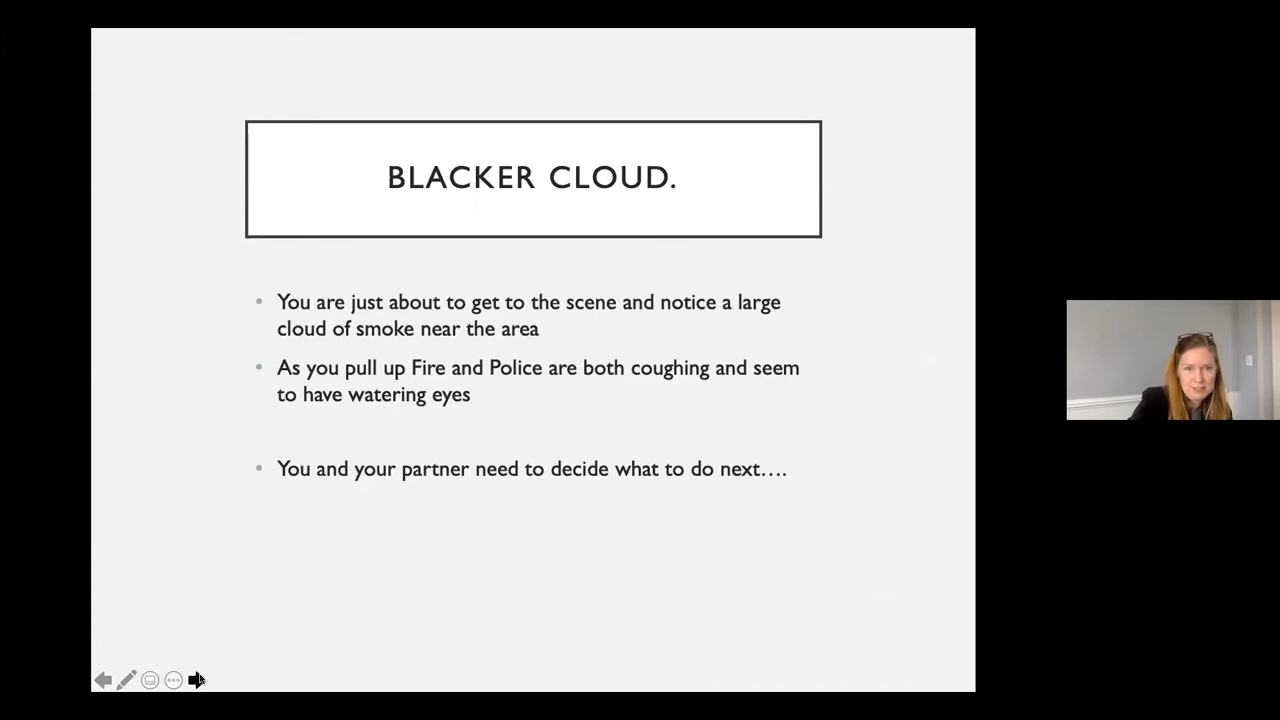 BLACKER CLOUD.
You are just about to get to the scene and notice a large
cloud of smoke near the area
As you pull up Fire and Police are both coughing and seem
to have watering eyes
You and your partner need to decide what to do next….